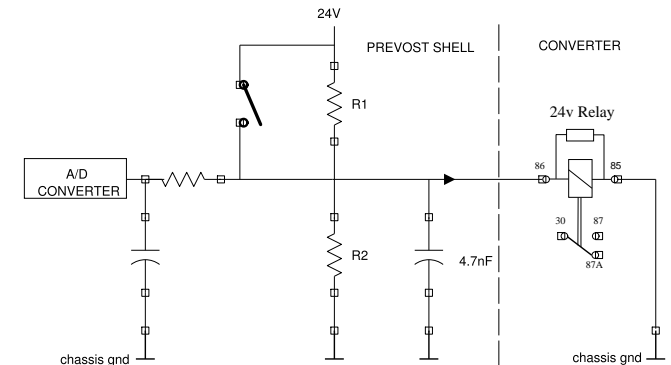 24V
PREVOST SHELL
CONVERTER
R1
24v Relay
A/D
CONVERTER
86
85
30
87
87A
R2
4.7nF
chassis gnd
chassis gnd